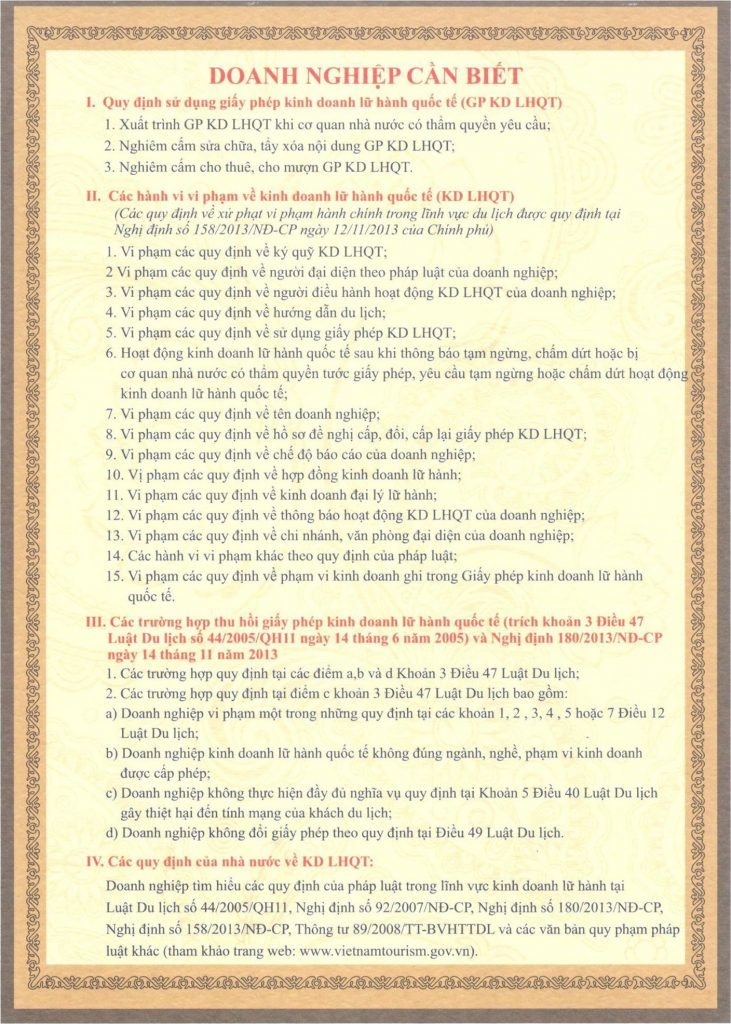 DOANH NGHIỆP CẦN BIẾT
I. Quy định sử dụng giấy phép kinh doanh lữ hành quốc tế (GP KD LHQT)
1. Xuất trình GP KD LHQT khi cơ quan nhà nước có thẩm quyền yêu cầu;
2. Nghiêm cấm sửa chữa, tẩy xóa nội dung GP KD LHQT;
3. Nghiêm cấm cho thuê, cho mượn GP KD LHQT.
II. Các hành vi vi phạm về kinh doanh lữ hành quốc tế (KD LHQT)
(Các quy định về xử phạt vi phạm hành chính trong lĩnh vực du lịch được quy định tại
Nghị định số 158/2013/NĐ-CP ngày 12/11/2013 của Chính phủ)
1. Vi phạm các quy định về ký quỹ KD LHQT;
2 Vi phạm các quy định về người đại diện theo pháp luật của doanh nghiệp;
3. Vi phạm các quy định về người điều hành hoạt động KD LHQT của doanh nghiệp;
4. Vi phạm các quy định về hướng dẫn du lịch;
5. Vi phạm các quy định về sử dụng giấy phép KD LHQT;
6. Hoạt động kinh doanh lữ hành quốc tế sau khi thông báo tạm ngừng, chấm dứt hoặc bị
cơ quan nhà nước có thẩm quyền tước giấy phép, yêu cầu tạm ngừng hoặc chấm dứt hoạt động
kinh doanh lữ hành quốc tế;
7. Vi phạm các quy định về tên doanh nghiệp;
8. Vi phạm các quy định về hồ sơ đề nghị cấp, đổi, cấp lại giấy phép KD LHQT;
9. Vi phạm các quy định về chế độ báo cáo của doanh nghiệp;
10. Vị phạm các quy định về hợp đồng kinh doanh lữ hành;
11. Vi phạm các quy định về kinh doanh đại lý lữ hành;
12. Vi phạm các quy định về thông báo hoạt động KD LHQT của doanh nghiệp;
13. Vi phạm các quy định về chi nhánh, văn phòng đại diện của doanh nghiệp;
14. Các hành vi vi phạm khác theo quy định của pháp luật;
15. Vi phạm các quy định về phạm vi kinh doanh ghi trong Giấy phép kinh doanh lữ hành
quốc tế.
III. Các trường hợp thu hồi giấy phép kinh doanh lữ hành quốc tế (trích khoản 3 Điều 47
Luật Du lịch số 44/2005/QH11 ngày 14 tháng 6 năm 2005) và Nghị định 180/2013/NĐ-CP
ngày 14 tháng 11 năm 2013
1. Các trường hợp quy định tại các điểm a,b và d Khoản 3 Điều 47 Luật Du lịch;
2. Các trường hợp quy định tại điểm c khoản 3 Điều 47 Luật Du lịch bao gồm:
a) Doanh nghiệp vi phạm một trong những quy định tại các khoản 1, 2 , 3, 4 , 5 hoặc 7 Điều 12
Luật Du lịch;
b) Doanh nghiệp kinh doanh lữ hành quốc tế không đúng ngành, nghề, phạm vi kinh doanh
được cấp phép;
c) Doanh nghiệp không thực hiện đầy đủ nghĩa vụ quy định tại Khoản 5 Điều 40 Luật Du lịch
gây thiệt hại đến tính mạng của khách du lịch;
d) Doanh nghiệp không đổi giấy phép theo quy định tại Điều 49 Luật Du lịch.
IV. Các quy định của nhà nước về KD LHQT:
Doanh nghiệp tìm hiểu các quy định của pháp luật trong lĩnh vực kinh doanh lữ hành tại
Luật Du lịch số 44/2005/QH11, Nghị định số 92/2007/NĐ-CP, Nghị định số 180/2013/NĐ-CP,
Nghị định số 158/2013/NĐ-CP, Thông tư 89/2008/TT-BVHTTDL và các văn bản quy phạm pháp
luật khác (tham khảo trang web: www.vietnamtourism.gov.vn).